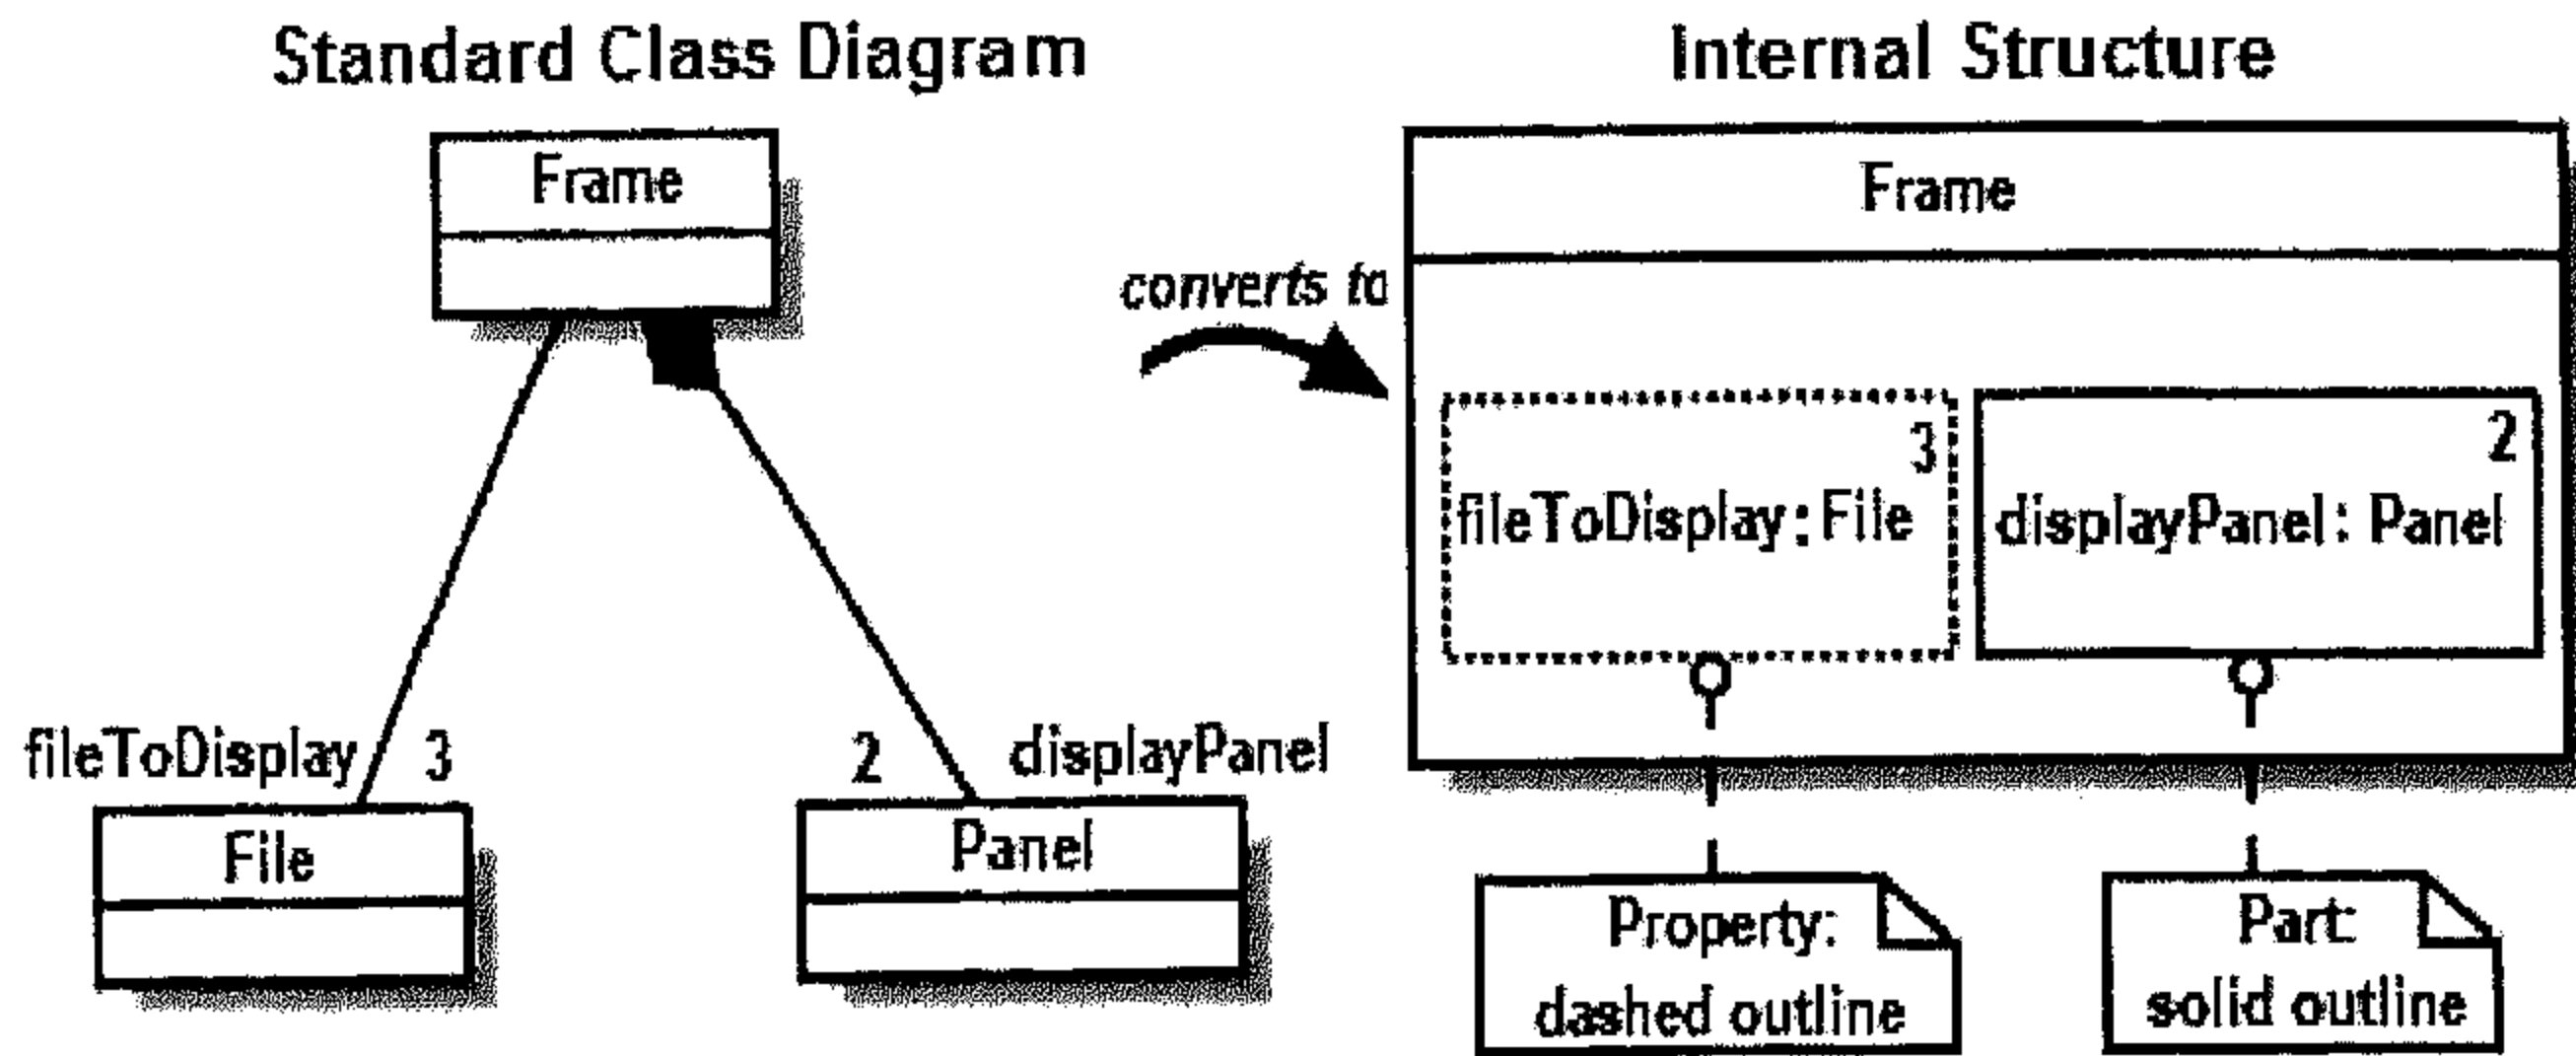 Standard Class Diagram
Frame
fileToDisplay 3
File
2 displayPanel
Panel
converts to
Internal Structure
Frame
3
fileToDisplay: File
2
displayPanel: Panel
Property:
dashed outline
Part:
solid outline